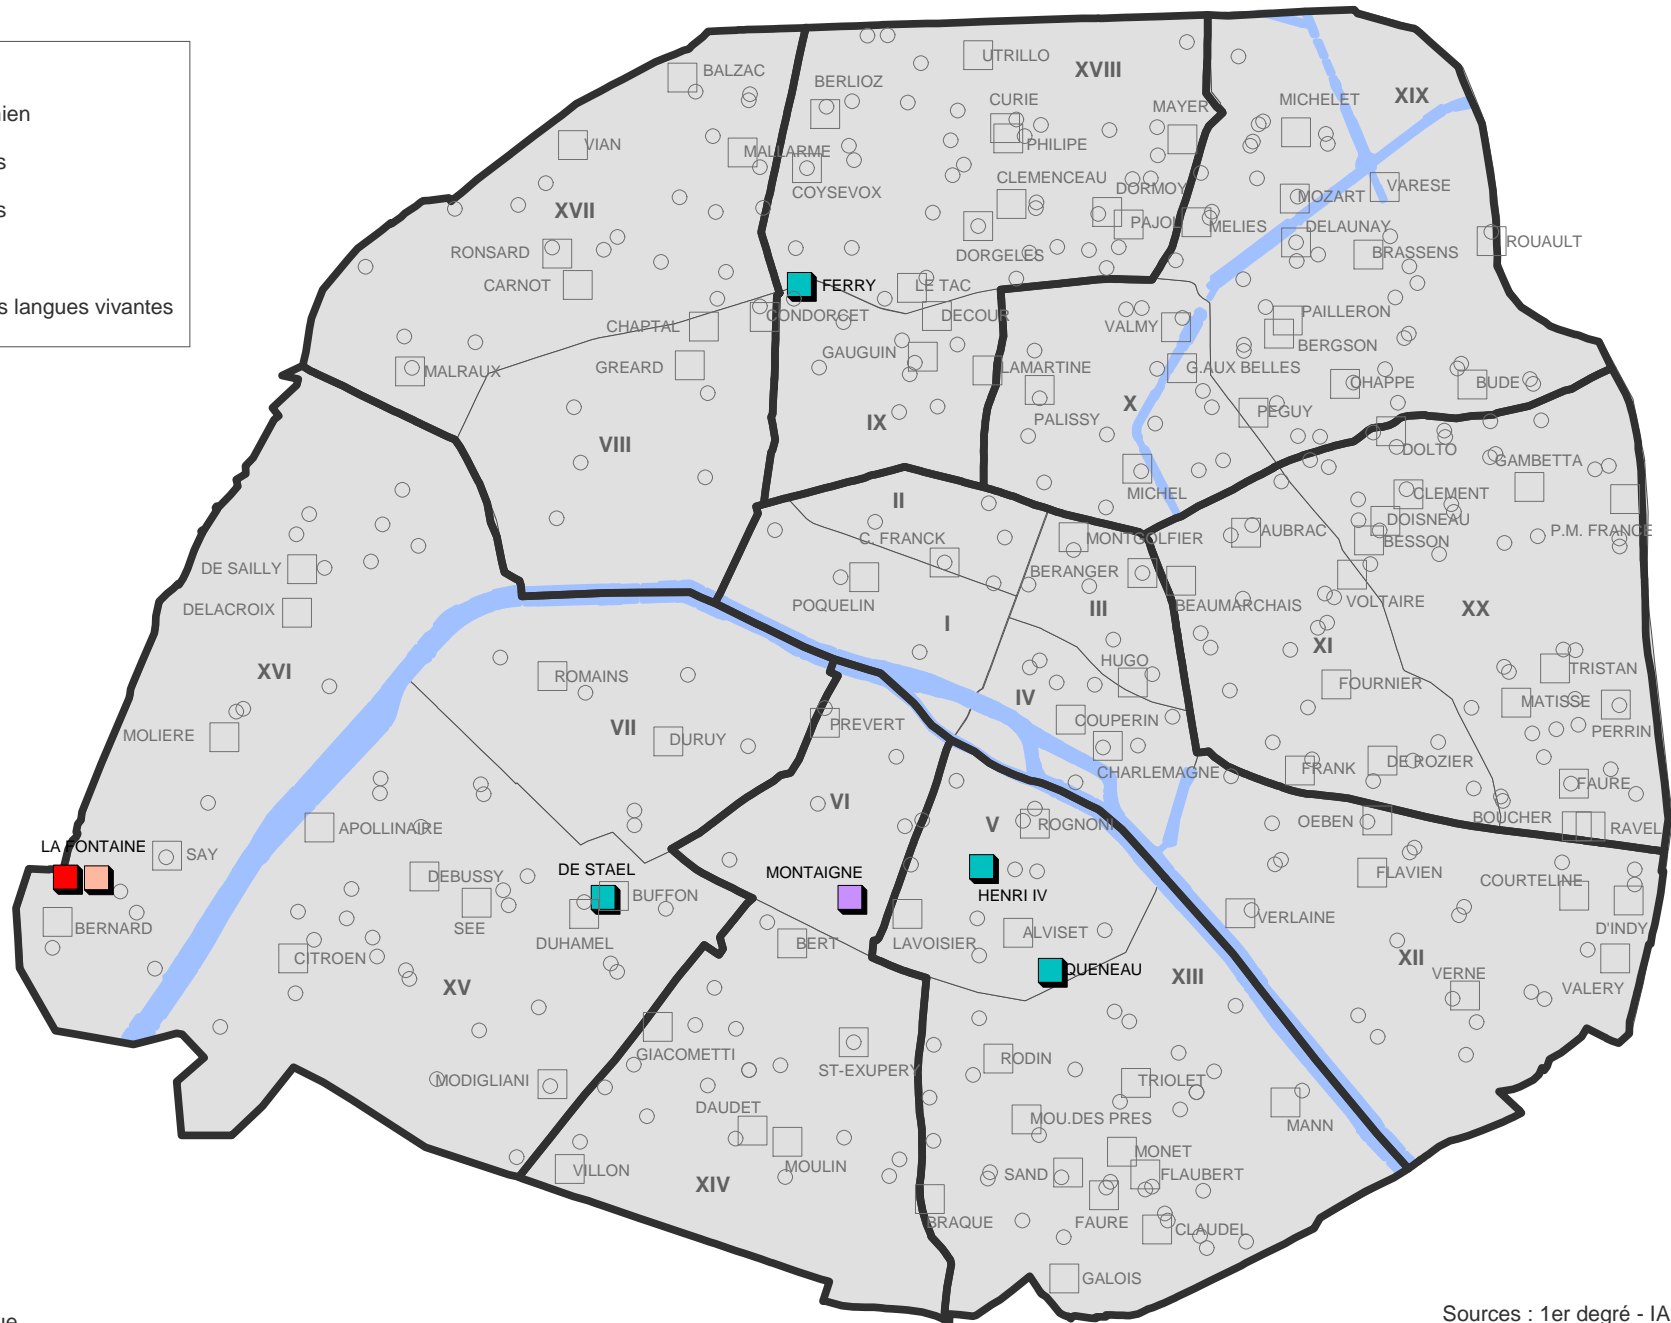 ien
s
s
s langues vivantes
UTRILLO
XVIII
BALZAC
BERLIOZ
XIX
CURIE
MAYER
MICHELET
VIAN
MALLARME
PHILIPE
COYSEVOX
CLEMENCEAU
DORMOY
VARESE
MOZART
XVII
PAJOL
MELIES
DELAUNAY
RONSARD
DORGELES
BRASSENS
ROUAULT
CARNOT
FERRY
LE TAC
CHAPTAL
CONDORCET
DECOUR
VALMY
PAILLERON
GAUGUIN
BERGSON
MALRAUX
GREARD
LAMARTINE
G.AUX BELLES
CHAPPE
BUDE
X
PEGUY
PALISSY
IX
VIII
DOLTO
GAMBETTA
MICHEL
CLEMENT
II
DOISNEAU
P.M. FRANCE
C. FRANCK
MONTGOLFIER
AUBRAC
BESSON
DE SAILLY
BERANGER
POQUELIN
BEAUMARCHAIS
VOLTAIRE
DELACROIX
III
XX
I
XI
HUGO
XVI
ROMAINS
TRISTAN
FOURNIER
IV
MATISSE
MOLIERE
VII
PREVERT
COUPERIN
PERRIN
DURUY
CHARLEMAGNE
FRANK
DE ROZIER
FAURE
VI
V
APOLLINAIRE
ROGNONI
OEBEN
BOUCHER
RAVEL
LA FONTAINE
SAY
DE STAEL
MONTAIGNE
DEBUSSY
FLAVIEN
COURTELINE
BUFFON
HENRI IV
BERNARD
SEE
VERLAINE
D'INDY
DUHAMEL
BERT
LAVOISIER
ALVISET
CITROEN
XII
QUENEAU
XIII
VERNE
VALERY
XV
GIACOMETTI
RODIN
ST-EXUPERY
MODIGLIANI
TRIOLET
DAUDET
MOU.DES PRES
MANN
MONET
VILLON
MOULIN
SAND
FLAUBERT
XIV
BRAQUE
FAURE
CLAUDEL
GALOIS
Sources : 1er degré - IA
ue